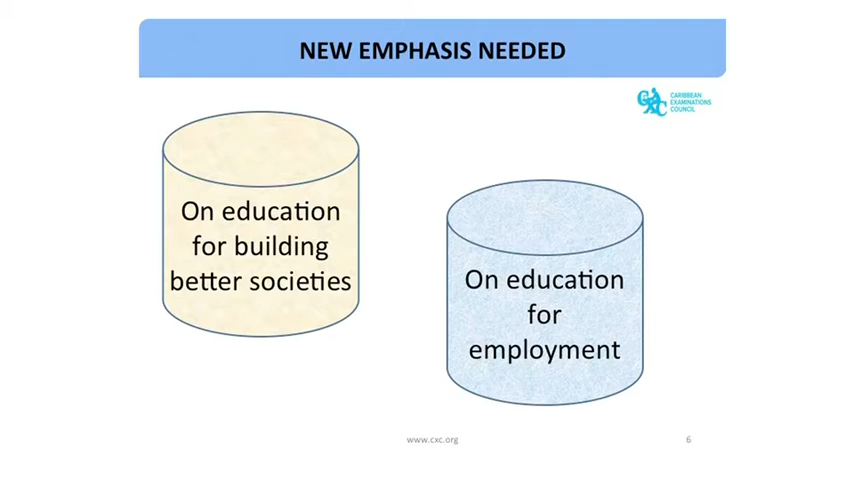 NEW EMPHASIS NEEDED
CXC
CARIBBEAN
EXAMINATIONS
COUNCIL
On education
for building
better societies
On education
for
employment
www.cxc.org
6